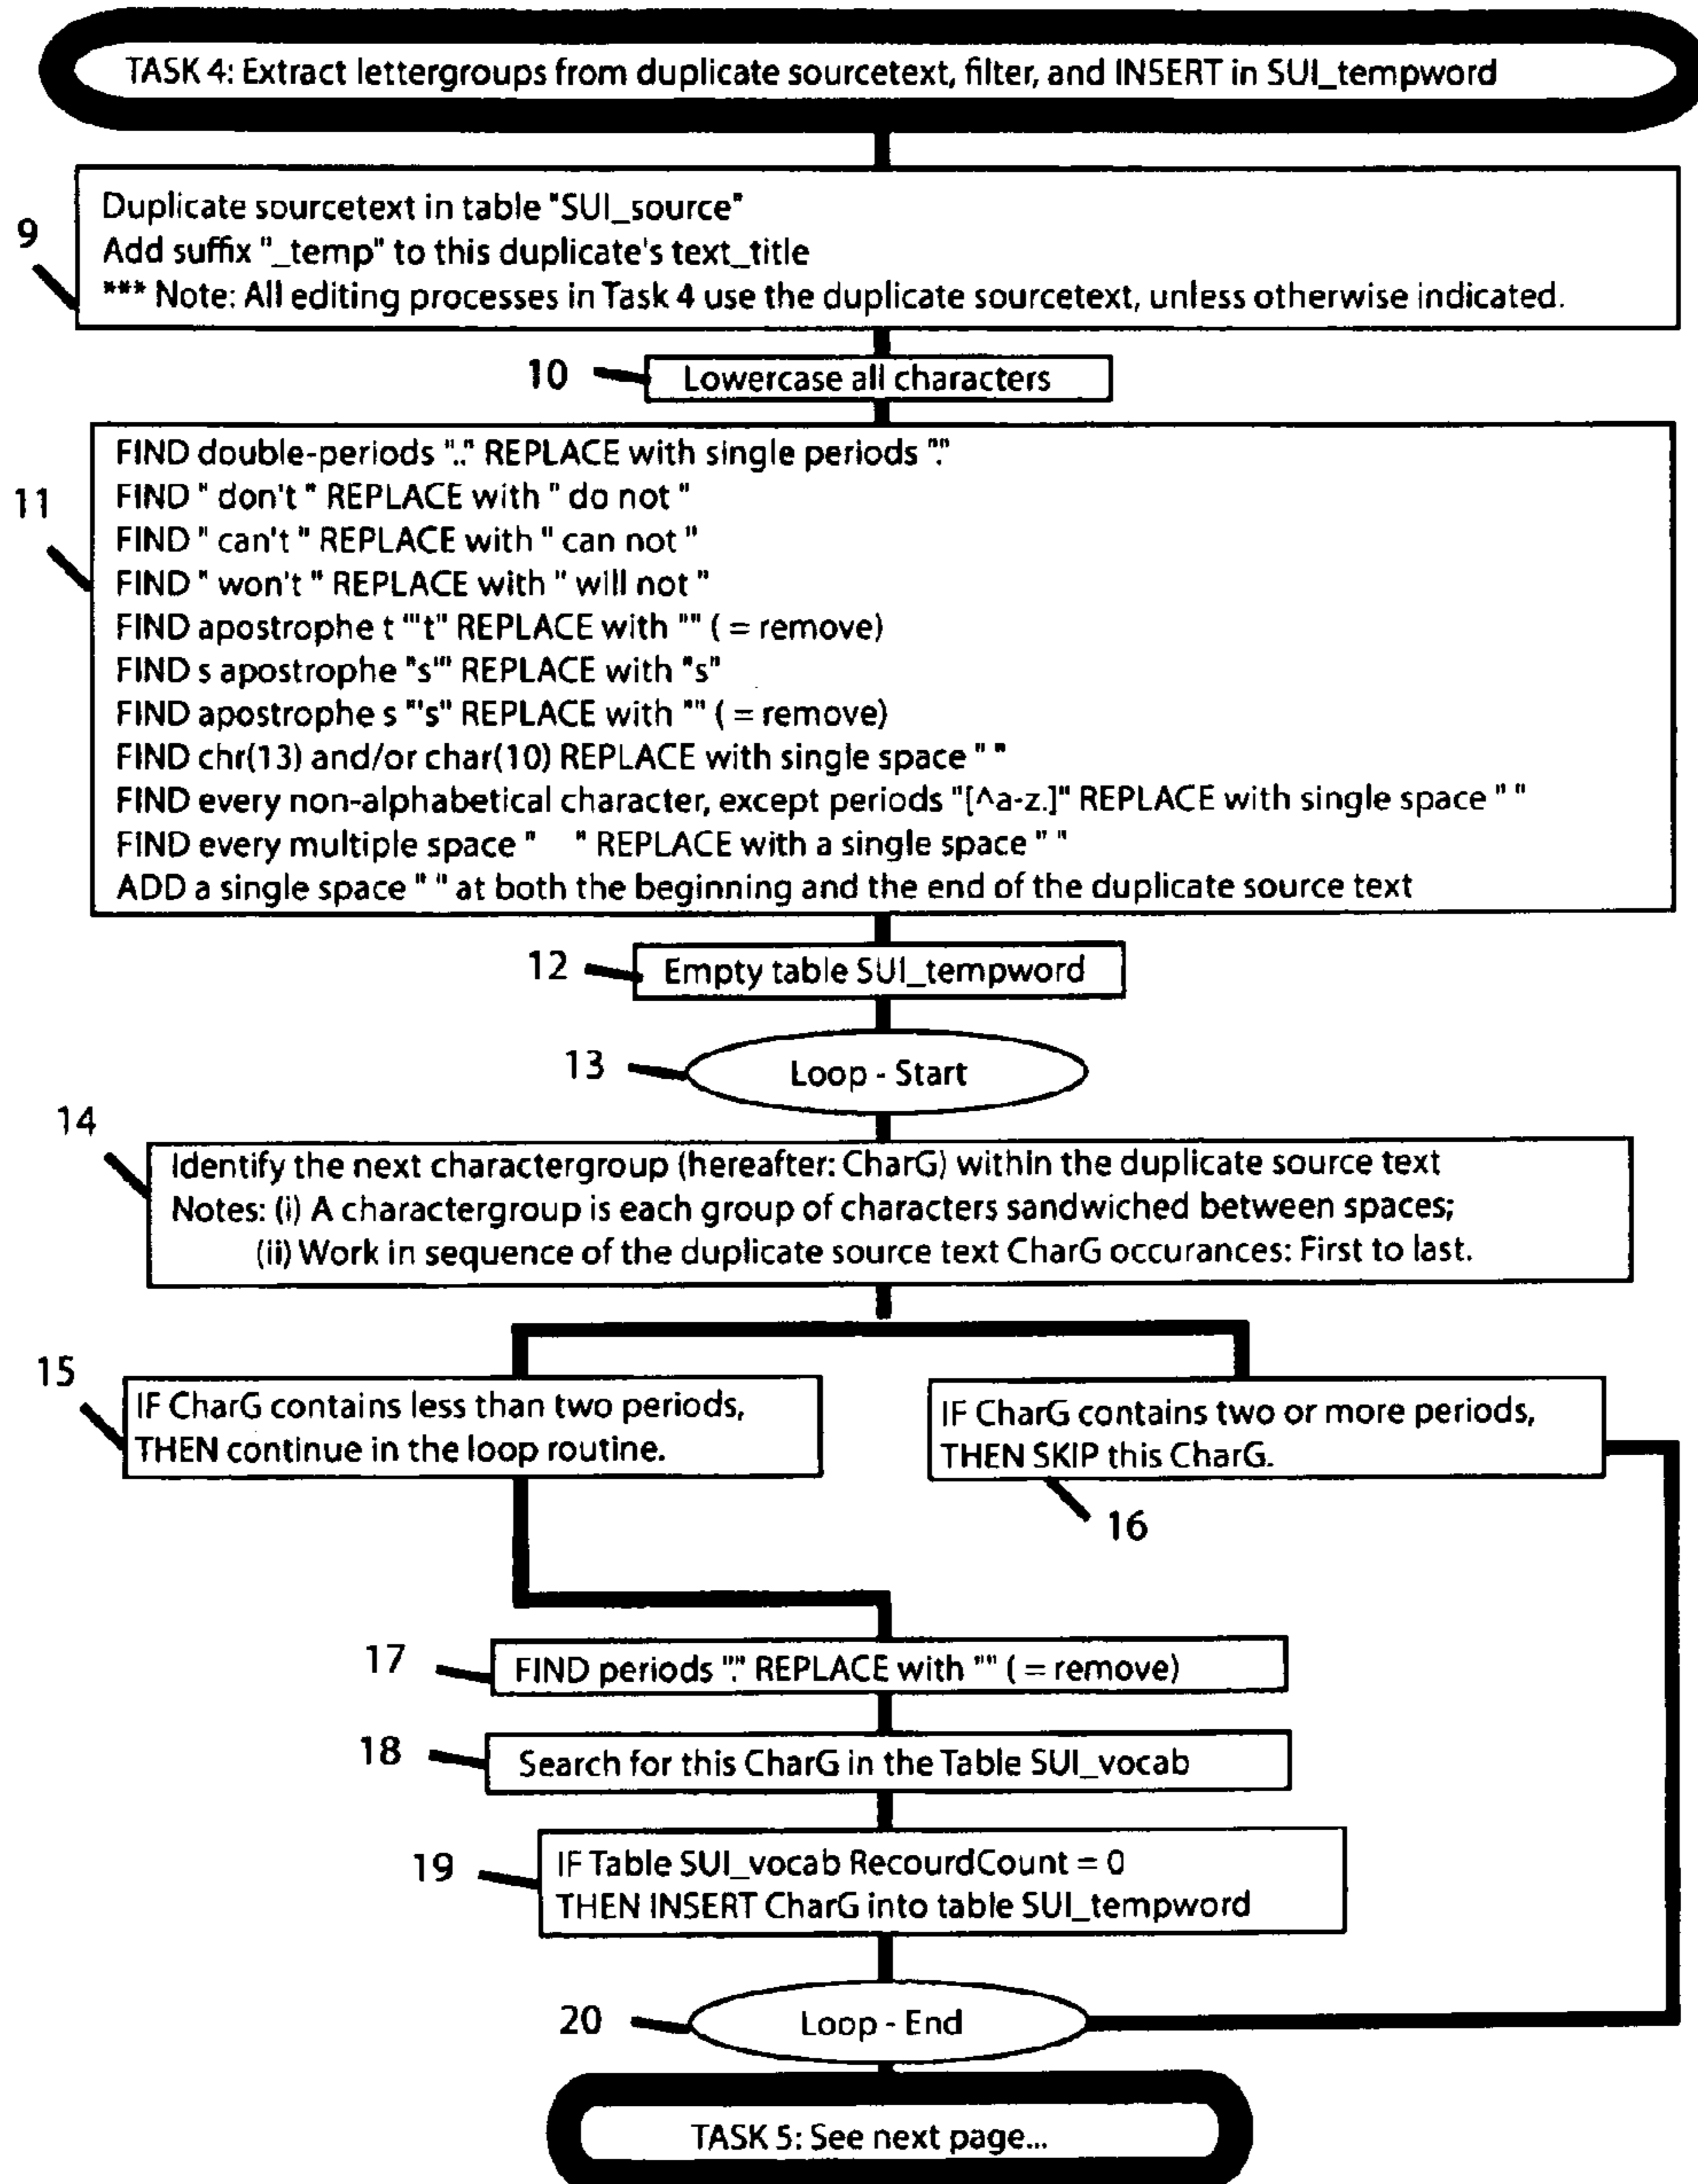 TASK 4: Extract lettergroups from duplicate sourcetext, filter, and INSERT in SUI_tempword
9
Duplicate sourcetext in table "SUI_source"
Add suffix "_temp" to this duplicate's text_title
*** Note: All editing processes in Task 4 use the duplicate sourcetext, unless otherwise indicated.
10
Lowercase all characters
11
FIND double-periods ".." REPLACE with single periods "."
FIND " don't " REPLACE with " do not "
FIND " can't " REPLACE with " can not "
FIND " won't " REPLACE with " will not "
FIND apostrophe t "'t" REPLACE with "" ( = remove)
FIND s apostrophe "s'" REPLACE with "s"
FIND apostrophe s "'s" REPLACE with "" ( = remove)
FIND chr(13) and/or char(10) REPLACE with single space " "
FIND every non-alphabetical character, except periods "[^a-z.]" REPLACE with single space " "
FIND every multiple space "   " REPLACE with a single space " "
ADD a single space " " at both the beginning and the end of the duplicate source text
12
Empty table SUI_tempword
13
Loop - Start
14
Identify the next charactergroup (hereafter: CharG) within the duplicate source text
Notes: (i) A charactergroup is each group of characters sandwiched between spaces;
(ii) Work in sequence of the duplicate source text CharG occurances: First to last.
15
IF CharG contains less than two periods,
THEN continue in the loop routine.
IF CharG contains two or more periods,
THEN SKIP this CharG.
16
17
FIND periods "." REPLACE with "" ( = remove)
18
Search for this CharG in the Table SUI_vocab
19
IF Table SUI_vocab RecourdCount = 0
THEN INSERT CharG into table SUI_tempword
20
Loop - End
TASK 5: See next page...